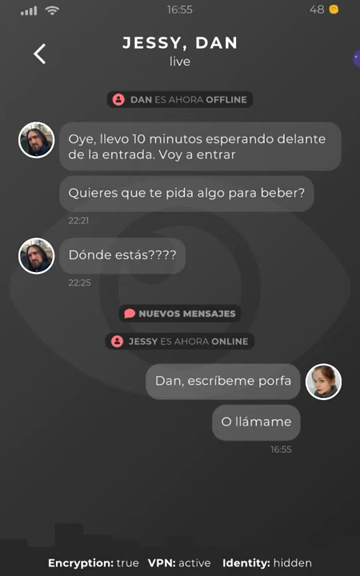 16:55
48
JESSY, DAN
live
DAN ES AHORA OFFLINE
Oye, llevo 10 minutos esperando delante
de la entrada. Voy a entrar
Quieres que te pida algo para beber?
22:21
Dónde estás????
22:25
NUEVOS MENSAJES
JESSY ES AHORA ONLINE
Dan, escríbeme porfa
O llámame
16:55
Encryption: true VPN: active Identity: hidden